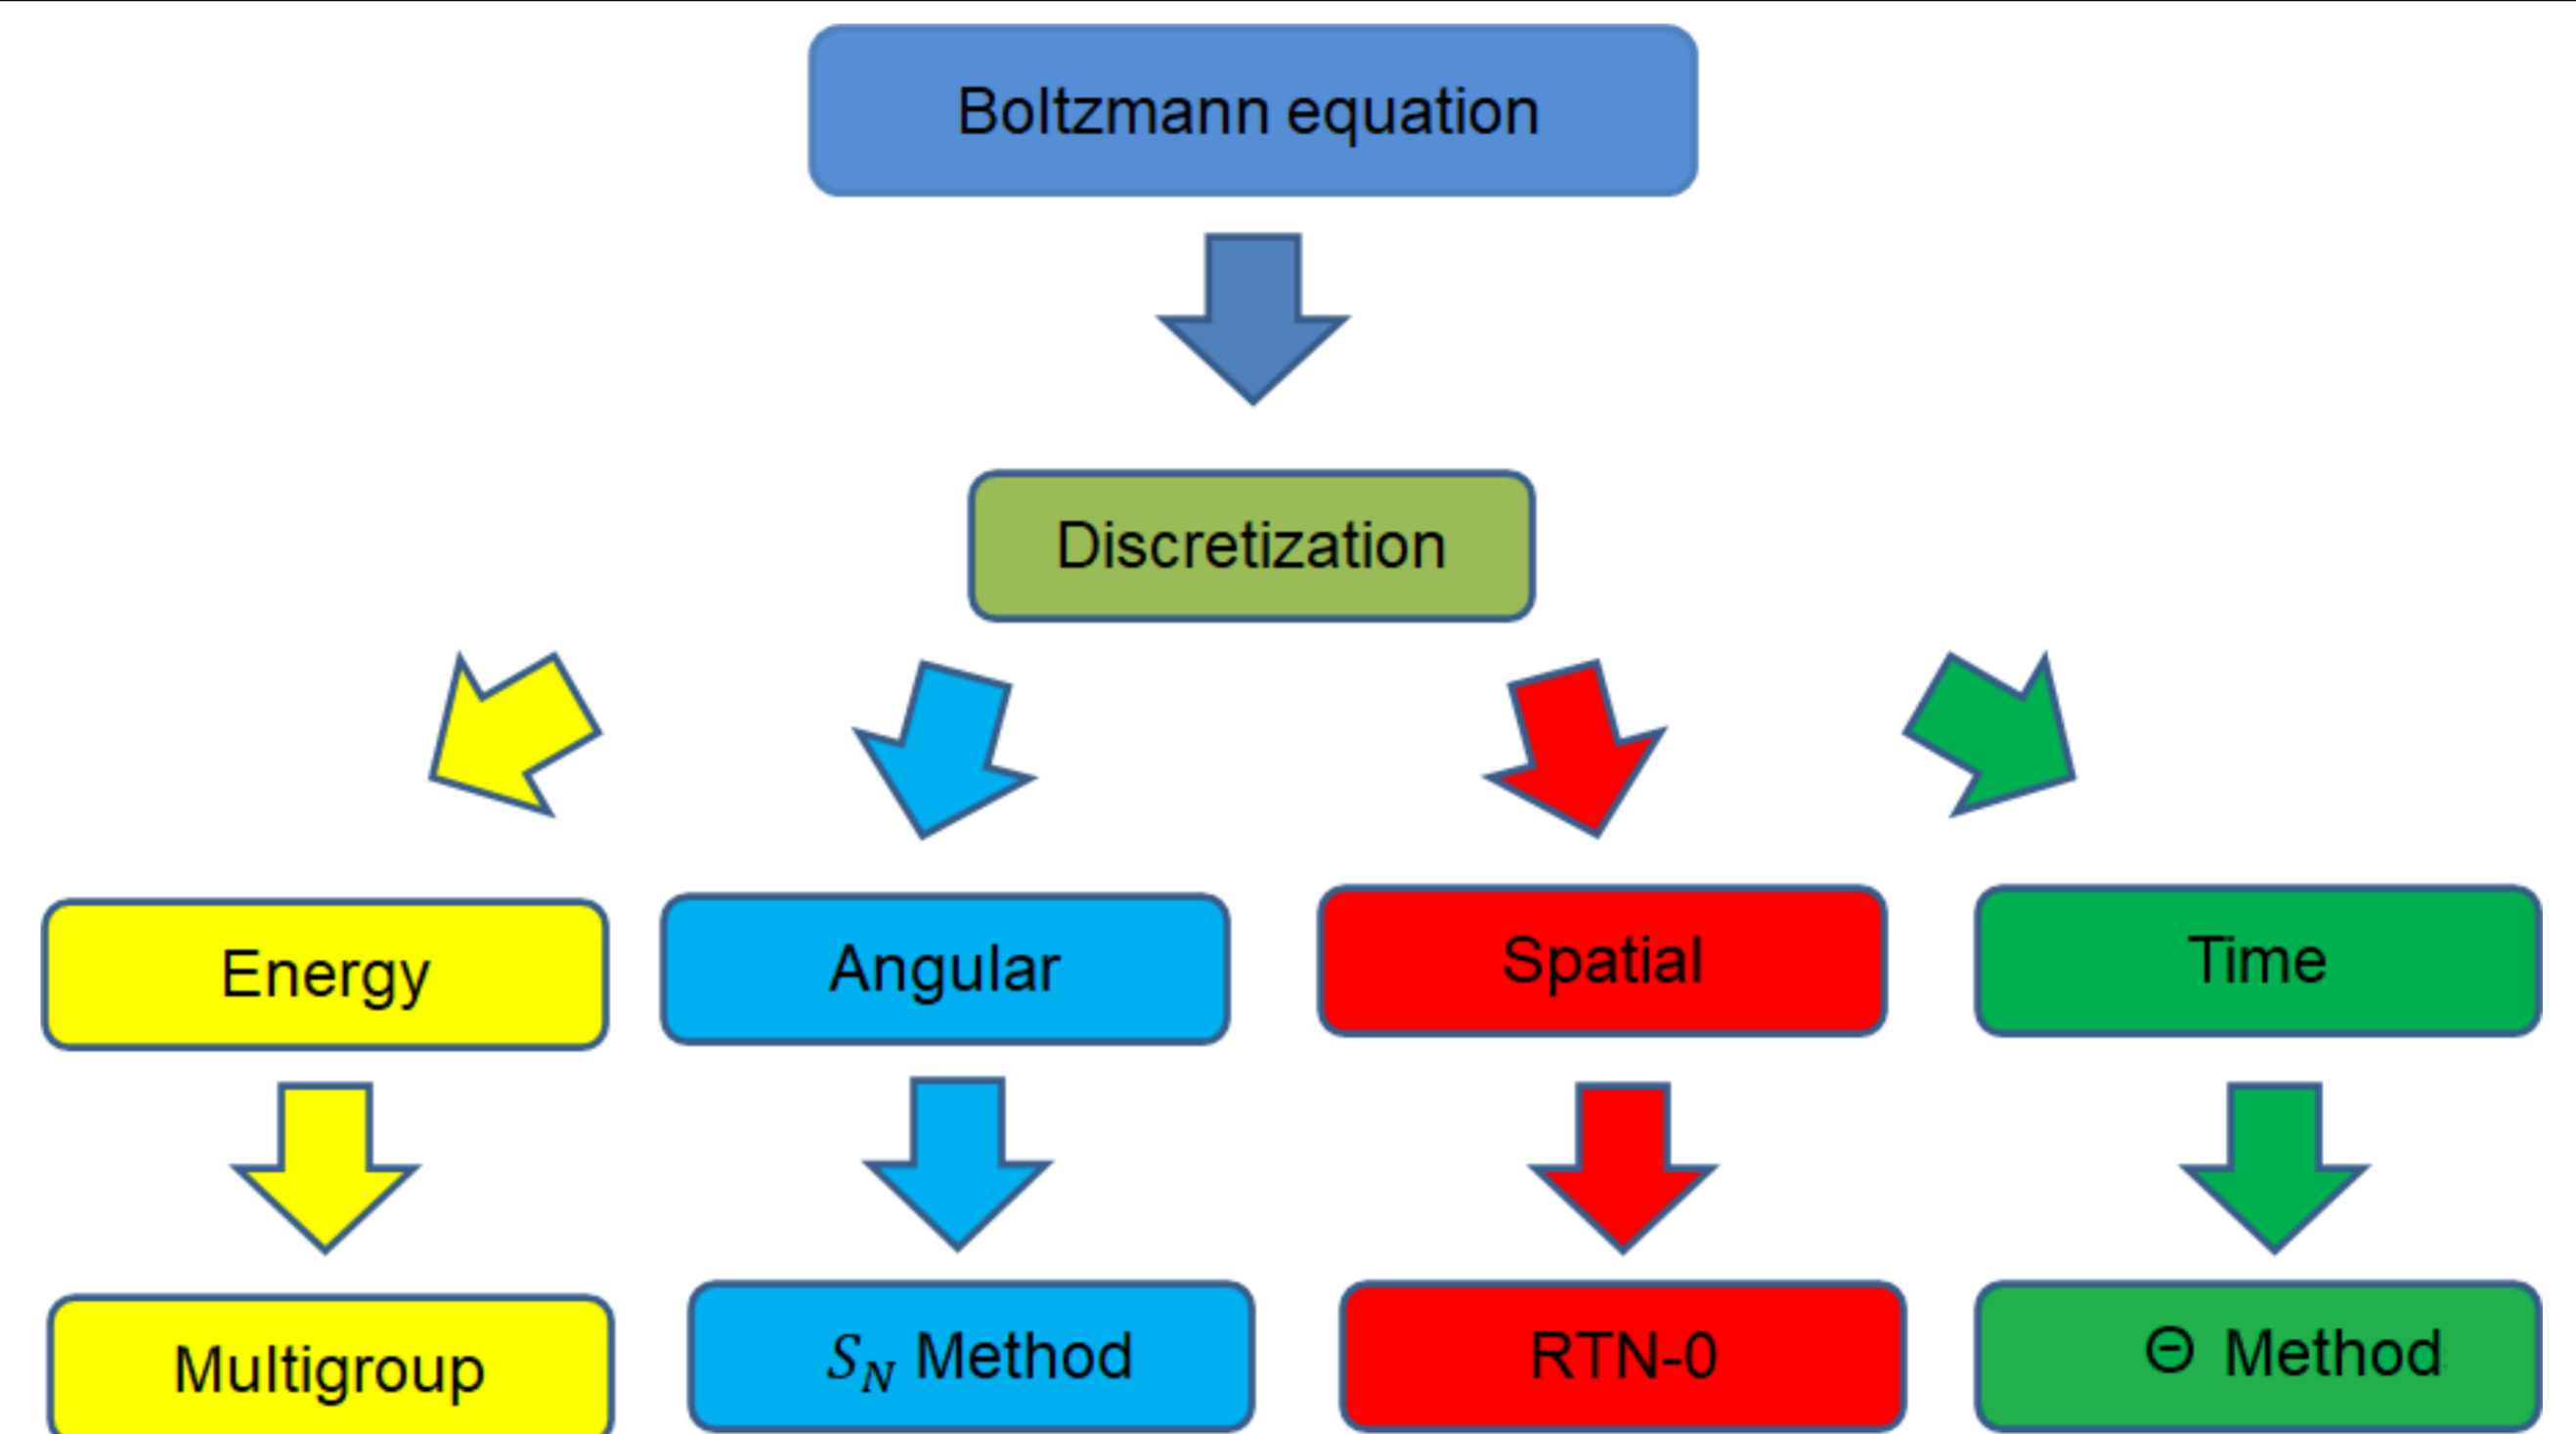 Boltzmann equation
Discretization
Energy
Angular
Spatial
Time
Multigroup
S_N Method
RTN-0
Θ Method